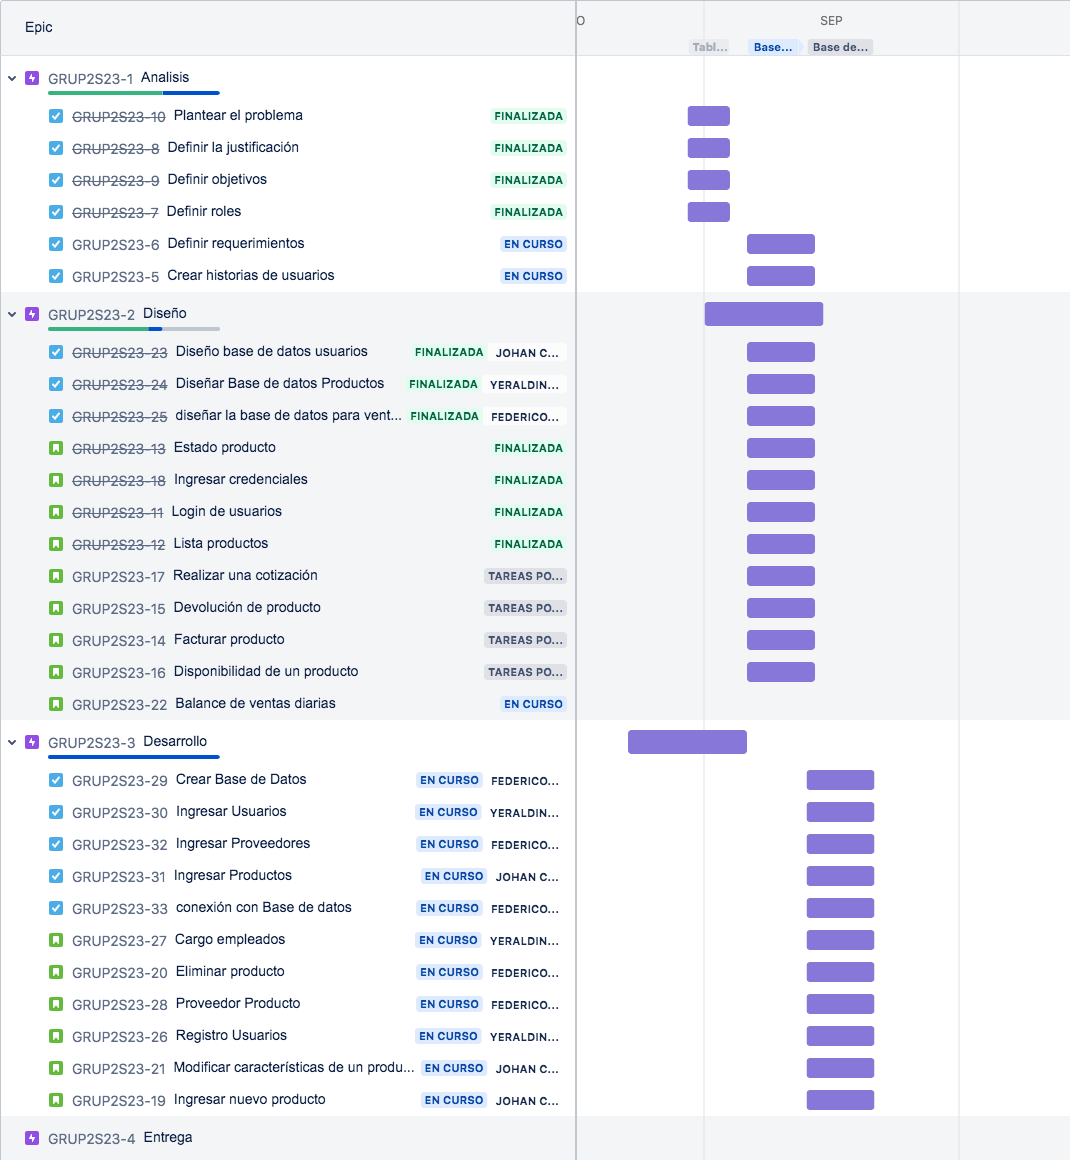 Epic
O
SEP
Tabl...
Base...
Base de...
GRUP2S23-1 Analisis
GRUP2S23-10 Plantear el problema FINALIZADA
GRUP2S23-8 Definir la justificación FINALIZADA
GRUP2S23-9 Definir objetivos FINALIZADA
GRUP2S23-7 Definir roles FINALIZADA
GRUP2S23-6 Definir requerimientos EN CURSO
GRUP2S23-5 Crear historias de usuarios EN CURSO
GRUP2S23-2 Diseño
GRUP2S23-23 Diseño base de datos usuarios FINALIZADA JOHAN C...
GRUP2S23-24 Diseñar Base de datos Productos FINALIZADA YERALDIN...
GRUP2S23-25 diseñar la base de datos para vent... FINALIZADA FEDERICO...
GRUP2S23-13 Estado producto FINALIZADA
GRUP2S23-18 Ingresar credenciales FINALIZADA
GRUP2S23-11 Login de usuarios FINALIZADA
GRUP2S23-12 Lista productos FINALIZADA
GRUP2S23-17 Realizar una cotización TAREAS PO...
GRUP2S23-15 Devolución de producto TAREAS PO...
GRUP2S23-14 Facturar producto TAREAS PO...
GRUP2S23-16 Disponibilidad de un producto TAREAS PO...
GRUP2S23-22 Balance de ventas diarias EN CURSO
GRUP2S23-3 Desarrollo
GRUP2S23-29 Crear Base de Datos EN CURSO FEDERICO...
GRUP2S23-30 Ingresar Usuarios EN CURSO YERALDIN...
GRUP2S23-32 Ingresar Proveedores EN CURSO FEDERICO...
GRUP2S23-31 Ingresar Productos EN CURSO JOHAN C...
GRUP2S23-33 conexión con Base de datos EN CURSO FEDERICO...
GRUP2S23-27 Cargo empleados EN CURSO YERALDIN...
GRUP2S23-20 Eliminar producto EN CURSO FEDERICO...
GRUP2S23-28 Proveedor Producto EN CURSO FEDERICO...
GRUP2S23-26 Registro Usuarios EN CURSO YERALDIN...
GRUP2S23-21 Modificar características de un produ... EN CURSO JOHAN C...
GRUP2S23-19 Ingresar nuevo producto EN CURSO JOHAN C...
GRUP2S23-4 Entrega